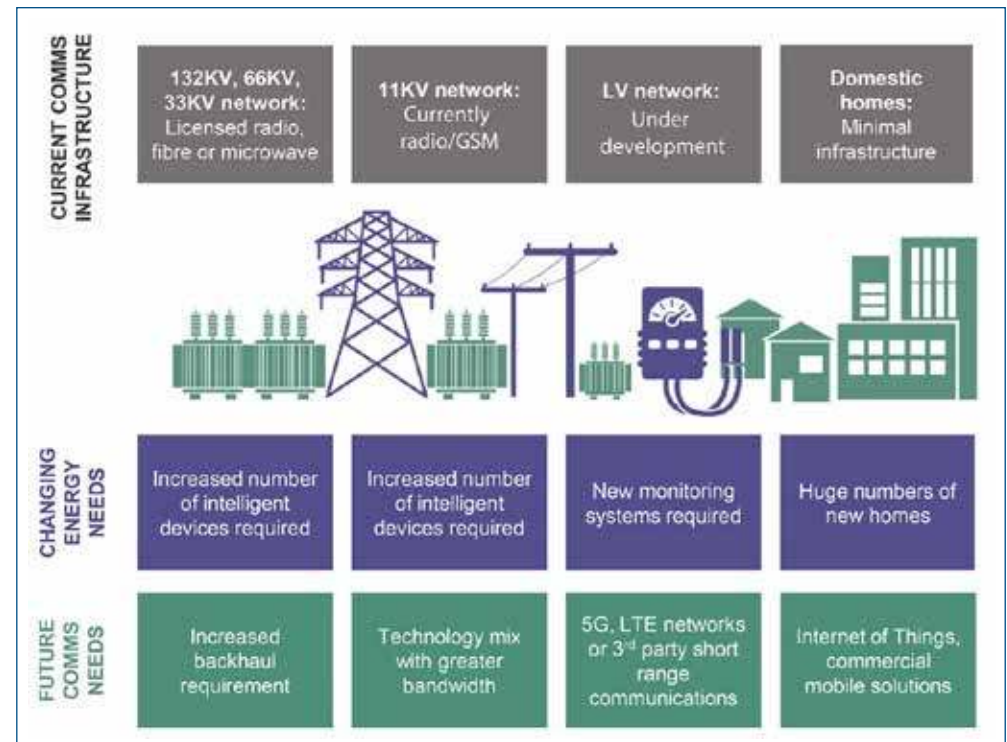 CURRENT COMMS
INFRASTRUCTURE
132KV, 66KV,
33KV network:
Licensed radio,
fibre or microwave
11KV network:
Currently
radio/GSM
LV network:
Under
development
Domestic
homes:
Minimal
infrastructure
CHANGING
ENERGY
NEEDS
Increased number
of intelligent
devices required
Increased number
of intelligent
devices required
New monitoring
systems required
Huge numbers of
new homes
FUTURE
COMMS
NEEDS
Increased
backhaul
requirement
Technology mix
with greater
bandwidth
5G, LTE networks
or 3rd party short
range
communications
Internet of Things,
commercial
mobile solutions